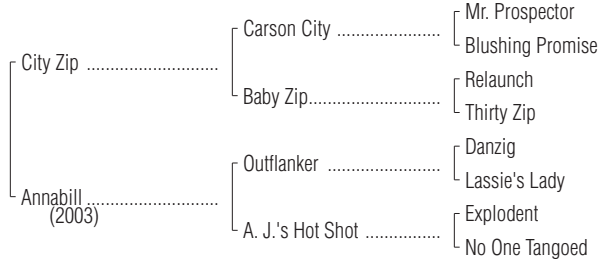 Mr. Prospector
Carson City
Blushing Promise
City Zip
Relaunch
Baby Zip
Thirty Zip
Danzig
Outflanker
Lassie's Lady
Annabill
(2003)
Explodent
A. J.'s Hot Shot
No One Tangoed